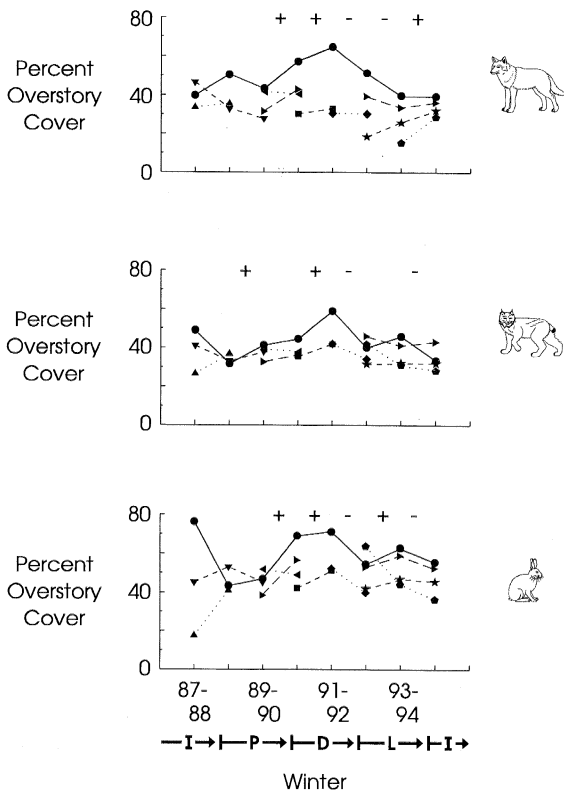 80
+ + - - +
Percent
Overstory
Cover
40
0
80
+ + - -
Percent
Overstory
Cover
40
0
80
+ + - + -
Percent
Overstory
Cover
40
0
87-
88
89-
90
91-
92
93-
94
I P D L I
Winter